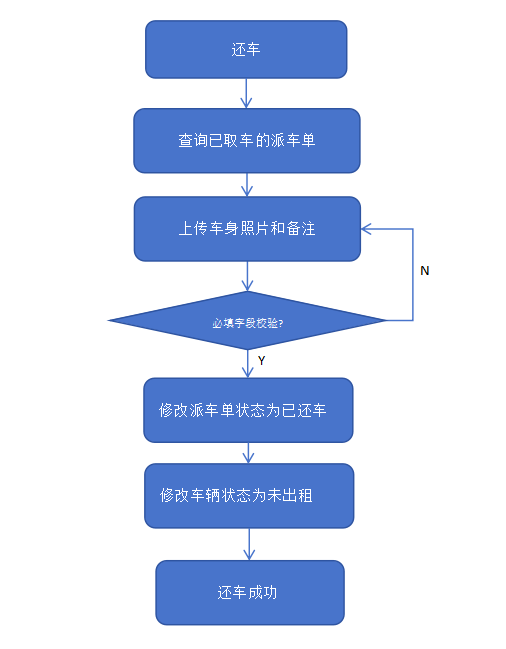 还车
查询已取车的派车单
上传车身照片和备注
N
必填字段校验?
Y
修改派车单状态为已还车
修改车辆状态为未出租
还车成功